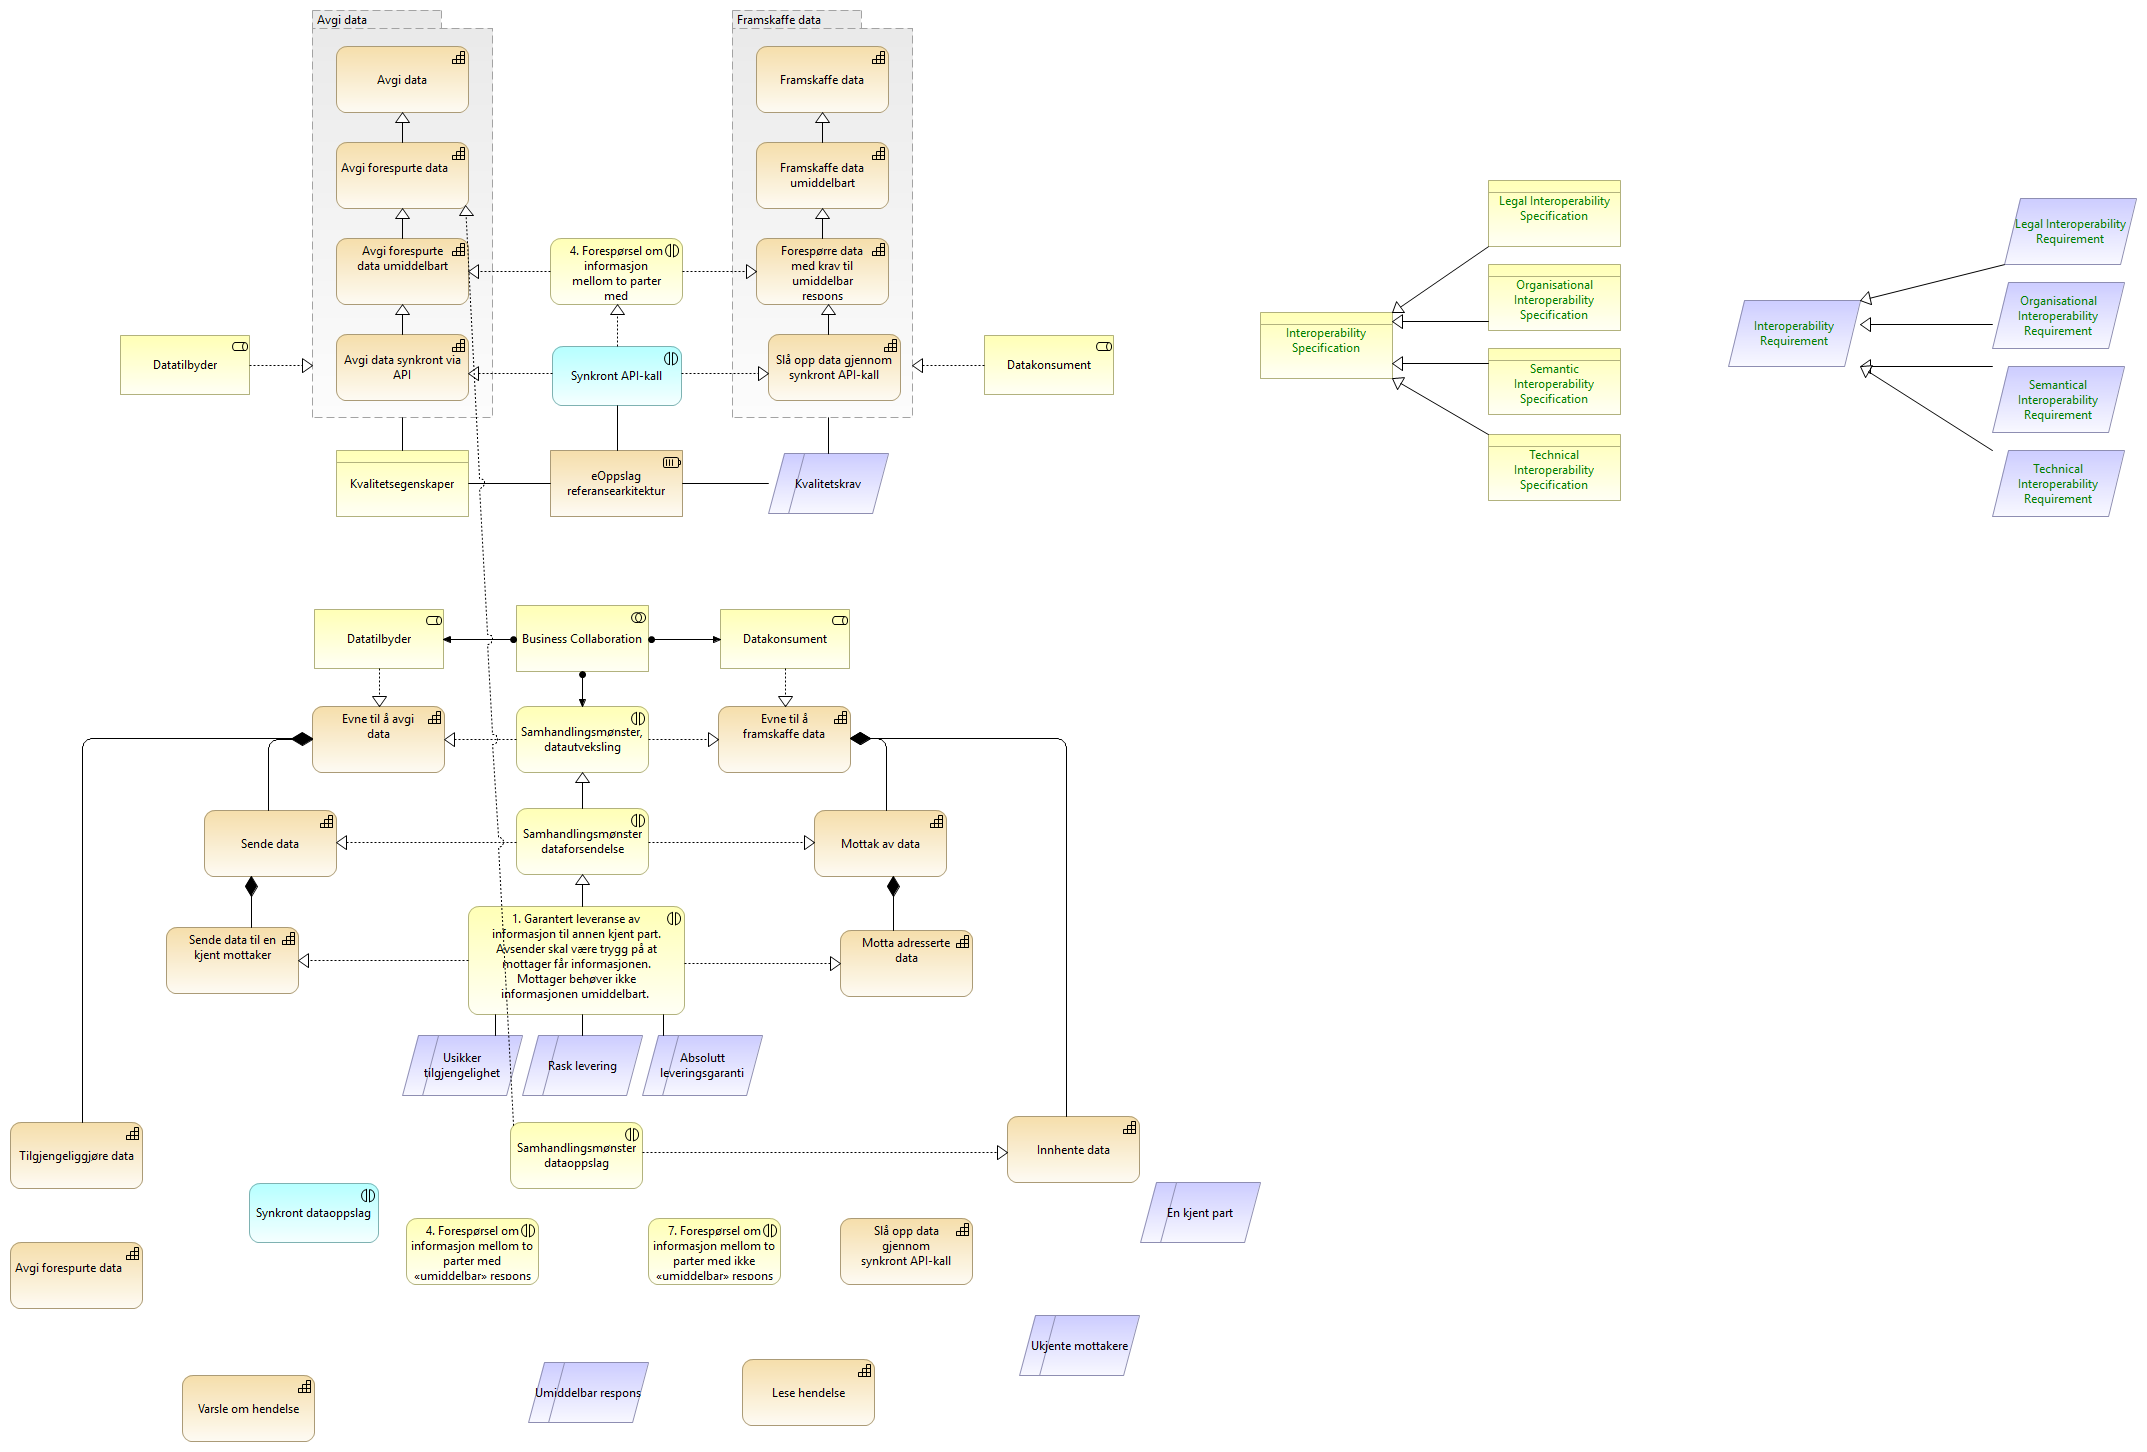 Avgi data
Framskaffe data
Avgi data
Framskaffe data
Avgi forespurte data
Framskaffe data
umiddelbart
Avgi forespurte
data umiddelbart
4. Forespørsel om
informasjon
mellom to parter
med
Forespørre data
med krav til
umiddelbar
respons
Datatilbyder
Avgi data synkront via
API
Synkront API-kall
Slå opp data gjennom
synkront API-kall
Datakonsument
Kvalitetsegenskaper
eOppslag
referansearkitektur
Kvalitetskrav
Legal Interoperability
Specification
Organisational
Interoperability
Specification
Interoperability
Specification
Semantic
Interoperability
Specification
Technical
Interoperability
Specification
Legal Interoperability
Requirement
Organisational
Interoperability
Requirement
Interoperability
Requirement
Semantical
Interoperability
Requirement
Technical
Interoperability
Requirement
Datatilbyder
Business Collaboration
Datakonsument
Evne til å avgi
data
Samhandlingsmønster,
datautveksling
Evne til å
framskaffe data
Sende data
Samhandlingsmønster
dataforsendelse
Mottak av data
Sende data til en
kjent mottaker
1. Garantert leveranse av
informasjon til annen kjent part.
Avsender skal være trygg på at
mottager får informasjonen.
Mottager behøver ikke
informasjonen umiddelbart.
Motta adresserte
data
Usikker
tilgjengelighet
Rask levering
Absolutt
leveringsgaranti
Tilgjengeliggjøre data
Samhandlingsmønster
dataoppslag
Innhente data
Synkront dataoppslag
En kjent part
Avgi forespurte data
4. Forespørsel om
informasjon mellom to
parter med
«umiddelbar» respons
7. Forespørsel om
informasjon mellom to
parter med ikke
«umiddelbar» respons
Slå opp data
gjennom
synkront API-kall
Ukjente mottakere
Varsle om hendelse
Umiddelbar respons
Lese hendelse